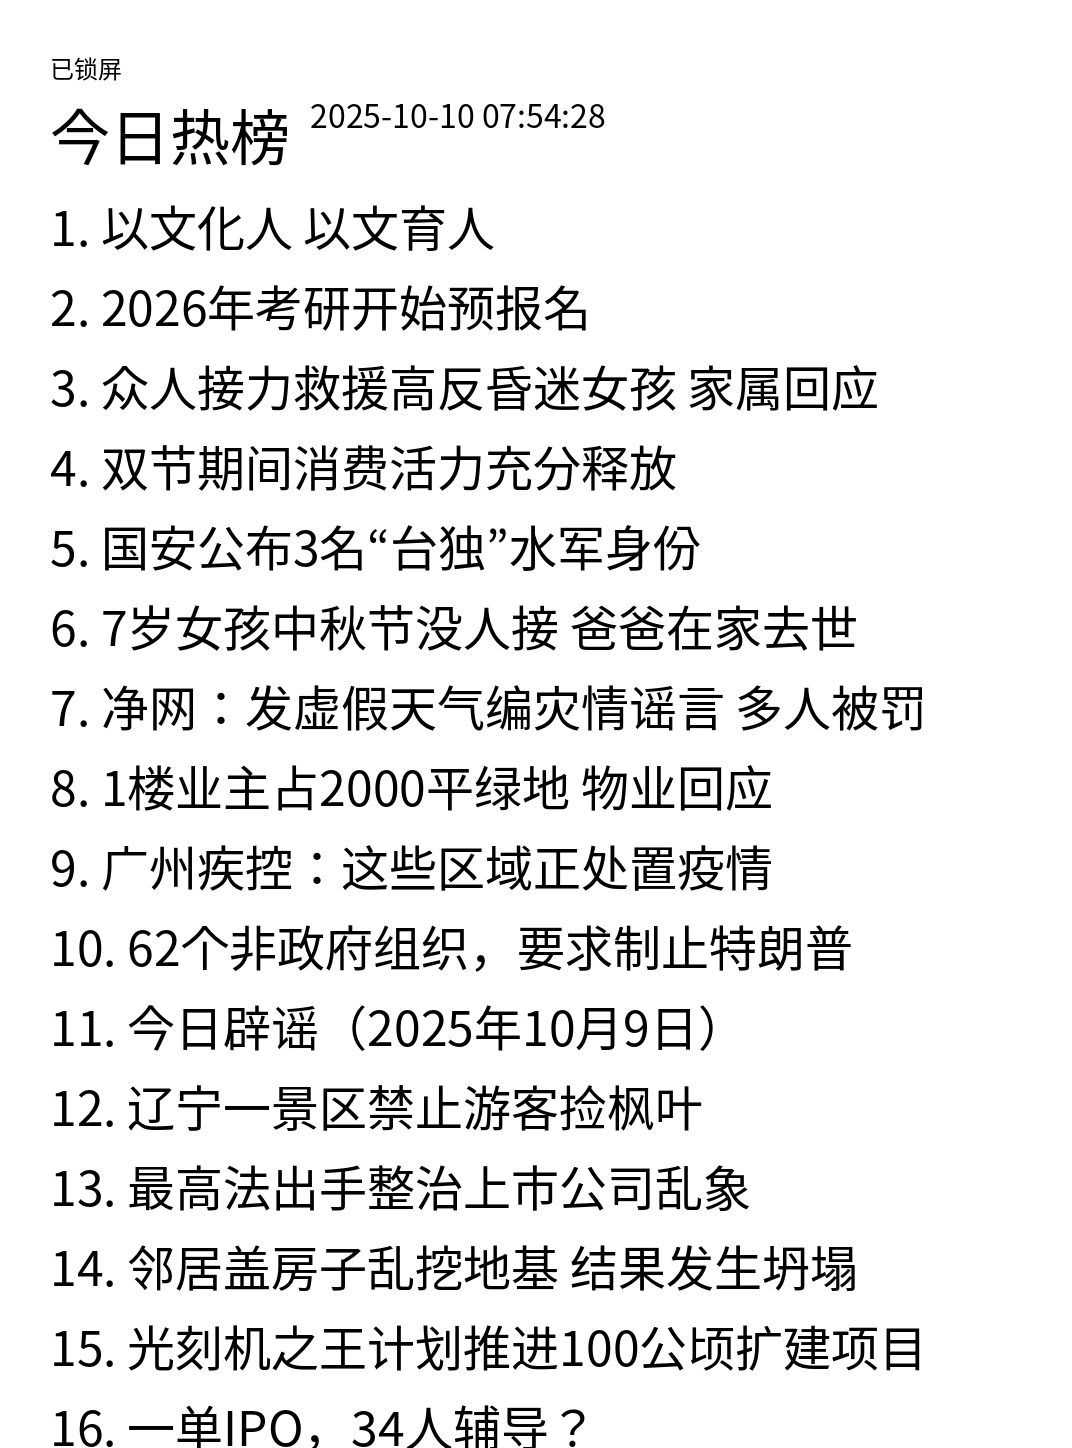 已锁屏
今日热榜 2025-10-10 07:54:28
1. 以文化人 以文育人
2. 2026年考研开始预报名
3. 众人接力救援高反昏迷女孩 家属回应
4. 双节期间消费活力充分释放
5. 国安公布3名“台独”水军身份
6. 7岁女孩中秋节没人接 爸爸在家去世
7. 净网：发虚假天气编灾情谣言 多人被罚
8. 1楼业主占2000平绿地 物业回应
9. 广州疾控：这些区域正处置疫情
10. 62个非政府组织，要求制止特朗普
11. 今日辟谣（2025年10月9日）
12. 辽宁一景区禁止游客捡枫叶
13. 最高法出手整治上市公司乱象
14. 邻居盖房子乱挖地基 结果发生坍塌
15. 光刻机之王计划推进100公顷扩建项目
16. 一单IPO，34人辅导？